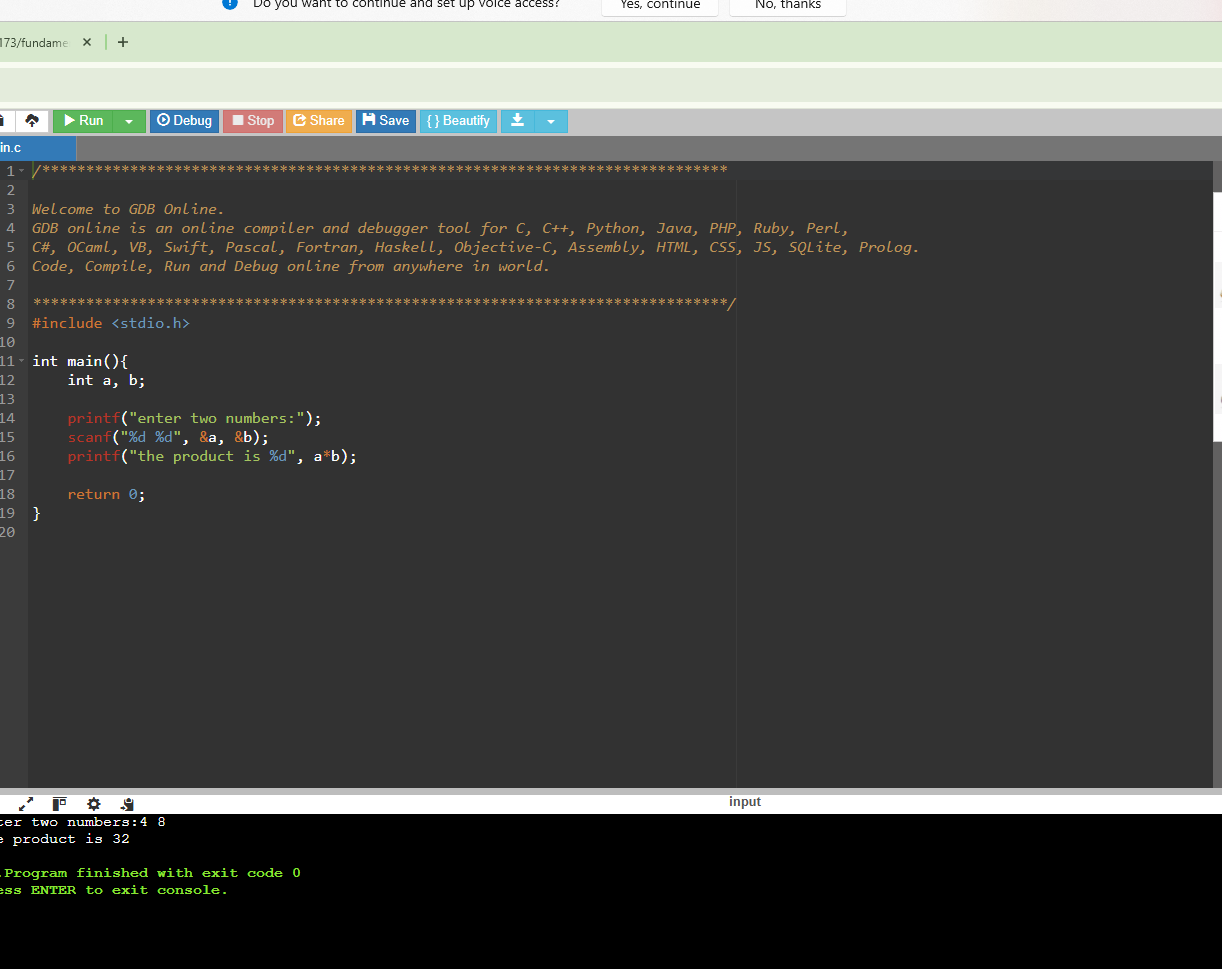 Do you want to continue and set up voice access? Yes, continue No, thanks
173/fundame
Run Debug Stop Share Save { } Beautify
in.c
1 /******************************************************************************
2
3 Welcome to GDB Online.
4 GDB online is an online compiler and debugger tool for C, C++, Python, Java, PHP, Ruby, Perl,
5 C#, OCaml, VB, Swift, Pascal, Fortran, Haskell, Objective-C, Assembly, HTML, CSS, JS, SQLite, Prolog.
6 Code, Compile, Run and Debug online from anywhere in world.
7
8 *******************************************************************************/
9 #include <stdio.h>
10
11 int main(){
12 int a, b;
13
14 printf("enter two numbers:");
15 scanf("%d %d", &a, &b);
16 printf("the product is %d", a*b);
17
18 return 0;
19 }
20
input
ter two numbers:4 8
e product is 32
.Program finished with exit code 0
ess ENTER to exit console.